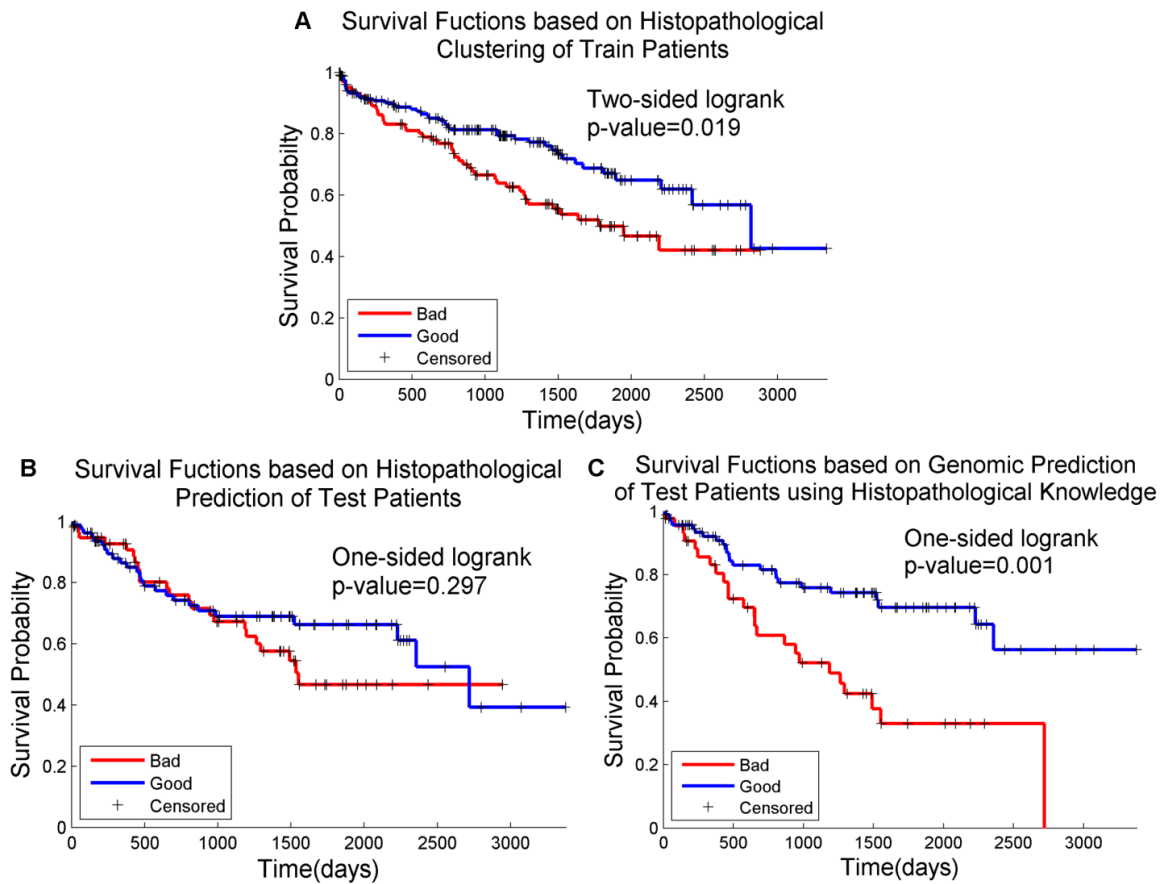 A Survival Fuctions based on Histopathological
Clustering of Train Patients
Two-sided logrank
p-value=0.019
1
0.8
0.6
0.4
0.2
0
Survival Probabilty
Bad
Good
Censored
0 500 1000 1500 2000 2500 3000
Time(days)
B Survival Fuctions based on Histopathological
Prediction of Test Patients
One-sided logrank
p-value=0.297
1
0.8
0.6
0.4
0.2
0
Survival Probabilty
Bad
Good
Censored
0 500 1000 1500 2000 2500 3000
Time(days)
C Survival Fuctions based on Genomic Prediction
of Test Patients using Histopathological Knowledge
One-sided logrank
p-value=0.001
1
0.8
0.6
0.4
0.2
0
Survival Probabilty
Bad
Good
Censored
0 500 1000 1500 2000 2500 3000
Time(days)